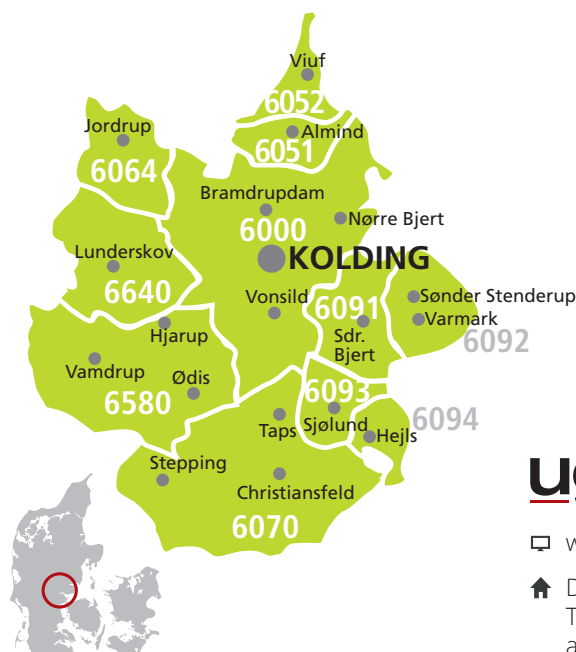 Viuf
6052
Jordrup
Almind
6051
6064
Bramdrupdam
6000
Nørre Bjert
Lunderskov
KOLDING
6640
Vonsild
6091
Sønder Stenderup
Varmark
Hjarup
Sdr.
Bjert
6092
Vamdrup
Ødis
6580
6093
Sjølund
6094
Taps
Hejls
Stepping
Christiansfeld
6070